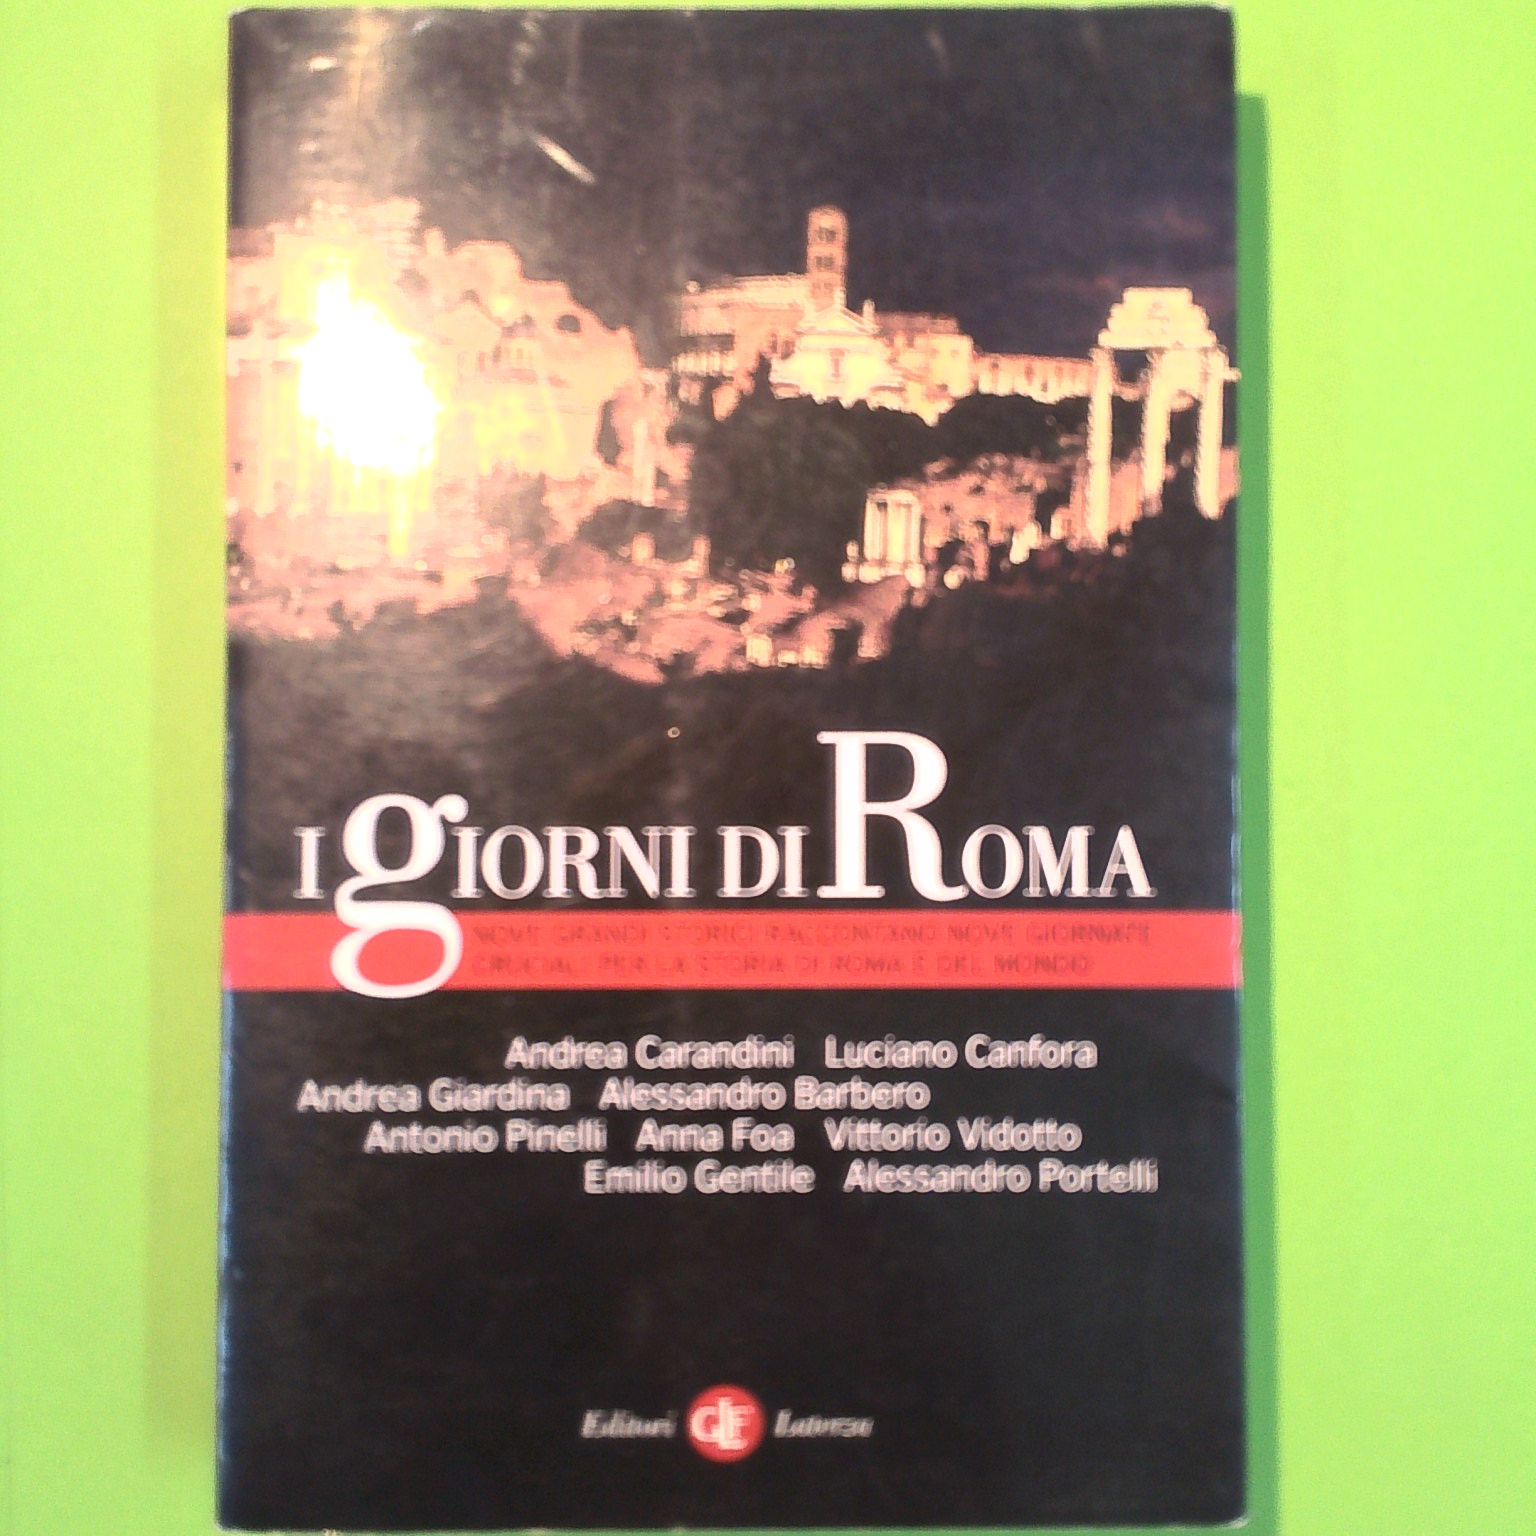 I gIORNI DI ROMA
NOVE GRANDI STORICI RACCONTANO NOVE GIORNATE
CRUCIALI PER LA STORIA DI ROMA E DEL MONDO
Andrea Carandini Luciano Canfora
Andrea Giardina Alessandro Barbero
Antonio Pinelli Anna Foa Vittorio Vidotto
Emilio Gentile Alessandro Portelli
Editori GLF Laterza